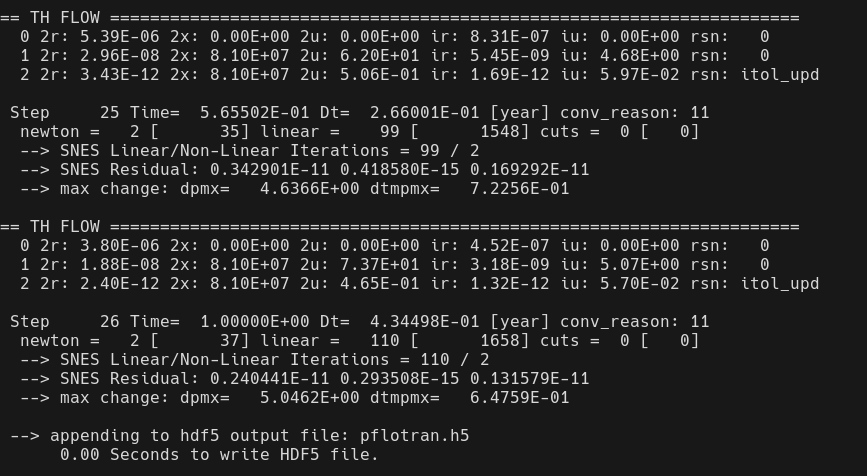 == TH FLOW =====================================================================
  0 2r: 5.39E-06 2x: 0.00E+00 2u: 0.00E+00 ir: 8.31E-07 iu: 0.00E+00 rsn:   0
  1 2r: 2.96E-08 2x: 8.10E+07 2u: 6.20E+01 ir: 5.45E-09 iu: 4.68E+00 rsn:   0
  2 2r: 3.43E-12 2x: 8.10E+07 2u: 5.06E-01 ir: 1.69E-12 iu: 5.97E-02 rsn: itol_upd

 Step     25 Time=  5.65502E-01 Dt=  2.66001E-01 [year] conv_reason: 11
  newton =   2 [      35] linear =    99 [      1548] cuts =  0 [   0]
  --> SNES Linear/Non-Linear Iterations = 99 / 2
  --> SNES Residual: 0.342901E-11 0.418580E-15 0.169292E-11
  --> max change: dpmx=   4.6366E+00 dtmpmx=   7.2256E-01

== TH FLOW =====================================================================
  0 2r: 3.80E-06 2x: 0.00E+00 2u: 0.00E+00 ir: 4.52E-07 iu: 0.00E+00 rsn:   0
  1 2r: 1.88E-08 2x: 8.10E+07 2u: 7.37E+01 ir: 3.18E-09 iu: 5.07E+00 rsn:   0
  2 2r: 2.40E-12 2x: 8.10E+07 2u: 4.65E-01 ir: 1.32E-12 iu: 5.70E-02 rsn: itol_upd

 Step     26 Time=  1.00000E+00 Dt=  4.34498E-01 [year] conv_reason: 11
  newton =   2 [      37] linear =   110 [      1658] cuts =  0 [   0]
  --> SNES Linear/Non-Linear Iterations = 110 / 2
  --> SNES Residual: 0.240441E-11 0.293508E-15 0.131579E-11
  --> max change: dpmx=   5.0462E+00 dtmpmx=   6.4759E-01

 --> appending to hdf5 output file: pflotran.h5
      0.00 Seconds to write HDF5 file.